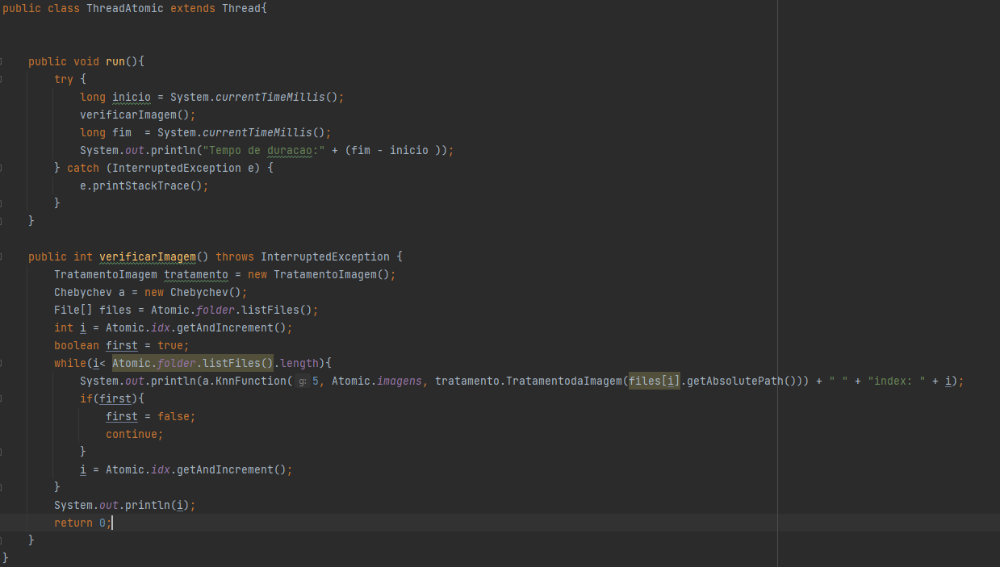 public class ThreadAtomic extends Thread{
public void run(){
try {
long inicio = System.currentTimeMillis();
verificarImagem();
long fim  = System.currentTimeMillis();
System.out.println("Tempo de duracao:" + (fim - inicio ));
} catch (InterruptedException e) {
e.printStackTrace();
}
}
public int verificarImagem() throws InterruptedException {
TratamentoImagem tratamento = new TratamentoImagem();
Chebychev a = new Chebychev();
File[] files = Atomic.folder.listFiles();
int i = Atomic.idx.getAndIncrement();
boolean first = true;
while(i< Atomic.folder.listFiles().length){
System.out.println(a.KnnFunction( g: 5, Atomic.imagens, tratamento.TratamentodaImagem(files[i].getAbsolutePath())) + " " + "index: " + i);
if(first){
first = false;
continue;
}
i = Atomic.idx.getAndIncrement();
}
System.out.println(i);
return 0;
}
}